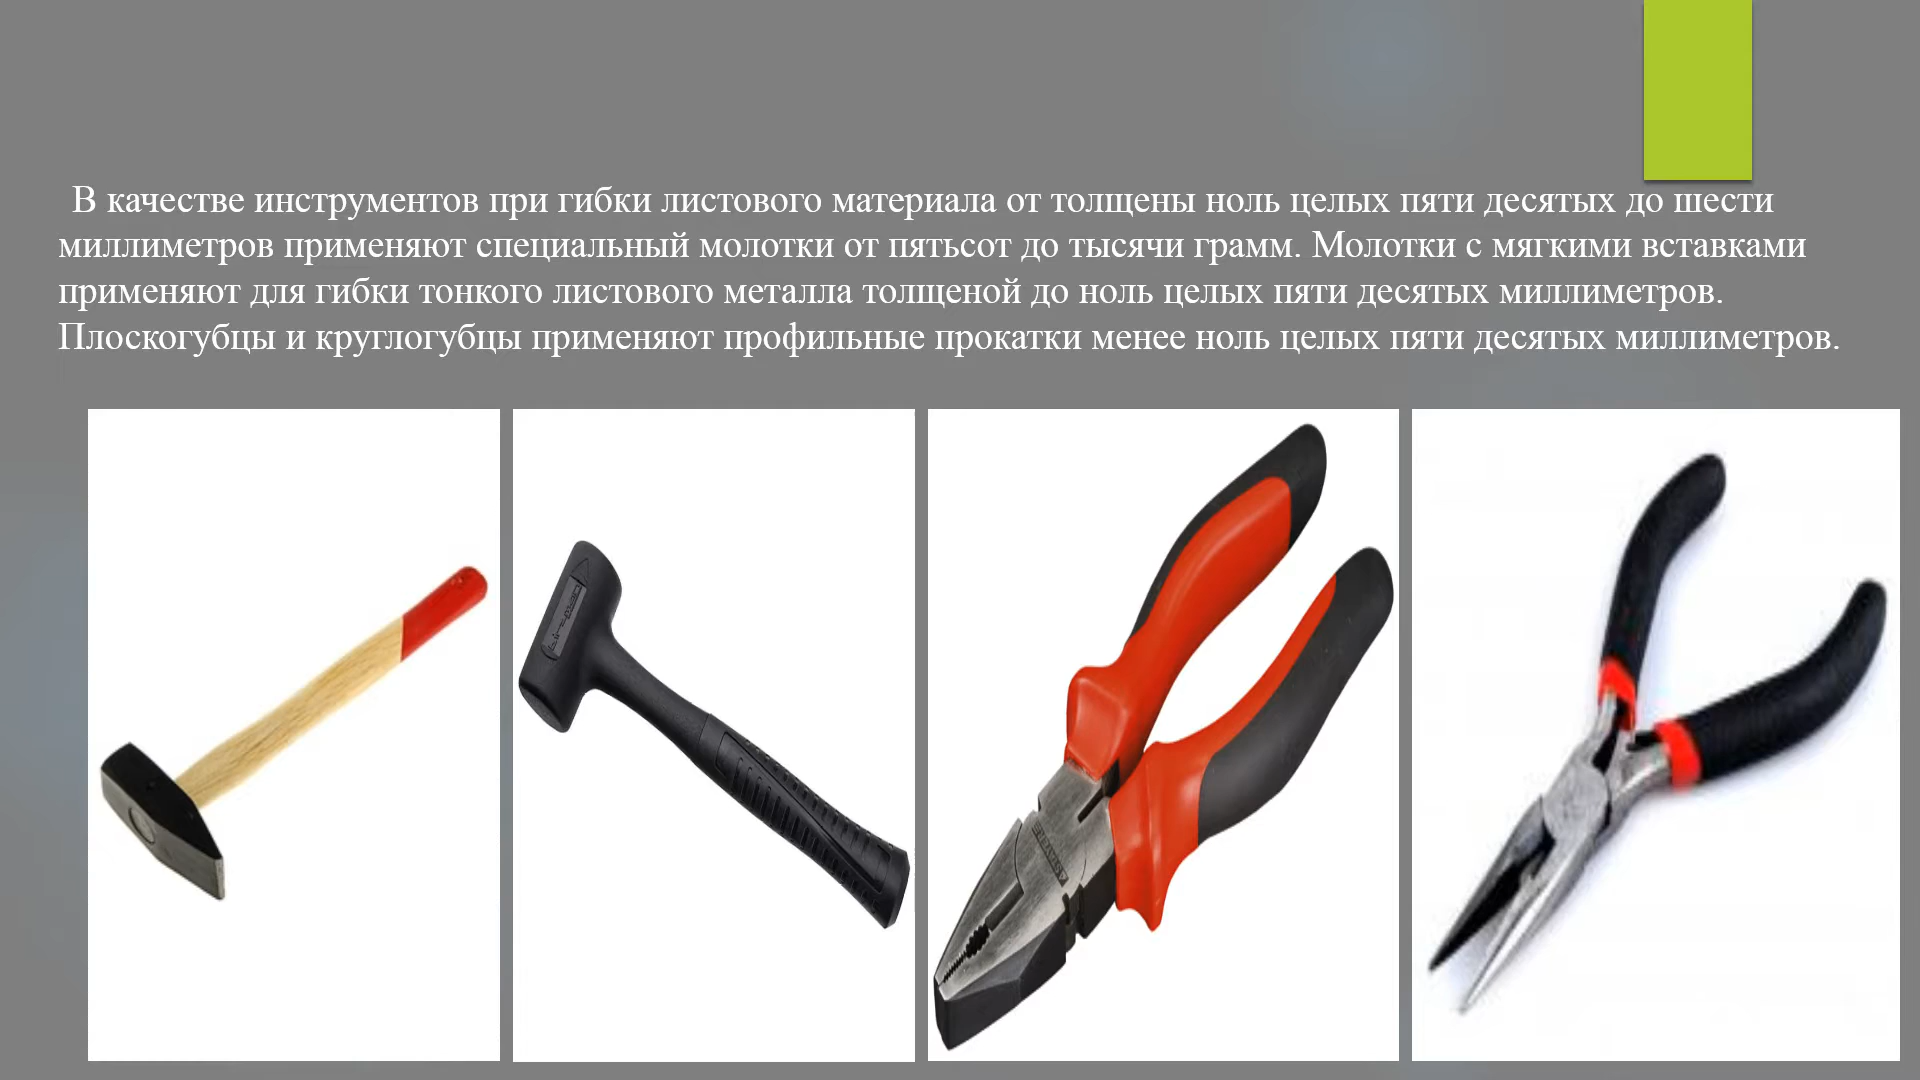 В качестве инструментов при гибки листового материала от толщены ноль целых пяти десятых до шести
миллиметров применяют специальный молотки от пятьсот до тысячи грамм. Молотки с мягкими вставками
применяют для гибки тонкого листового металла толщеной до ноль целых пяти десятых миллиметров.
Плоскогубцы и круглогубцы применяют профильные прокатки менее ноль целых пяти десятых миллиметров.